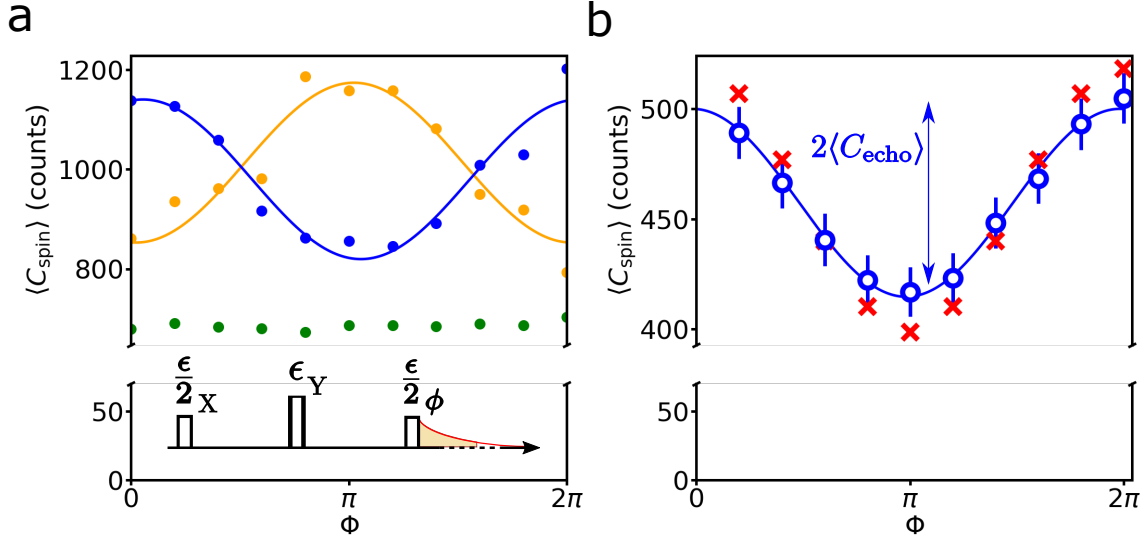 a
⟨C_spin⟩ (counts)
1200
1000
800
50
0
ϵ/2 X
ϵ Y
ϵ/2 ϕ
0
π
2π
Φ
b
⟨C_spin⟩ (counts)
500
450
400
50
0
2⟨C_echo⟩
0
π
2π
Φ